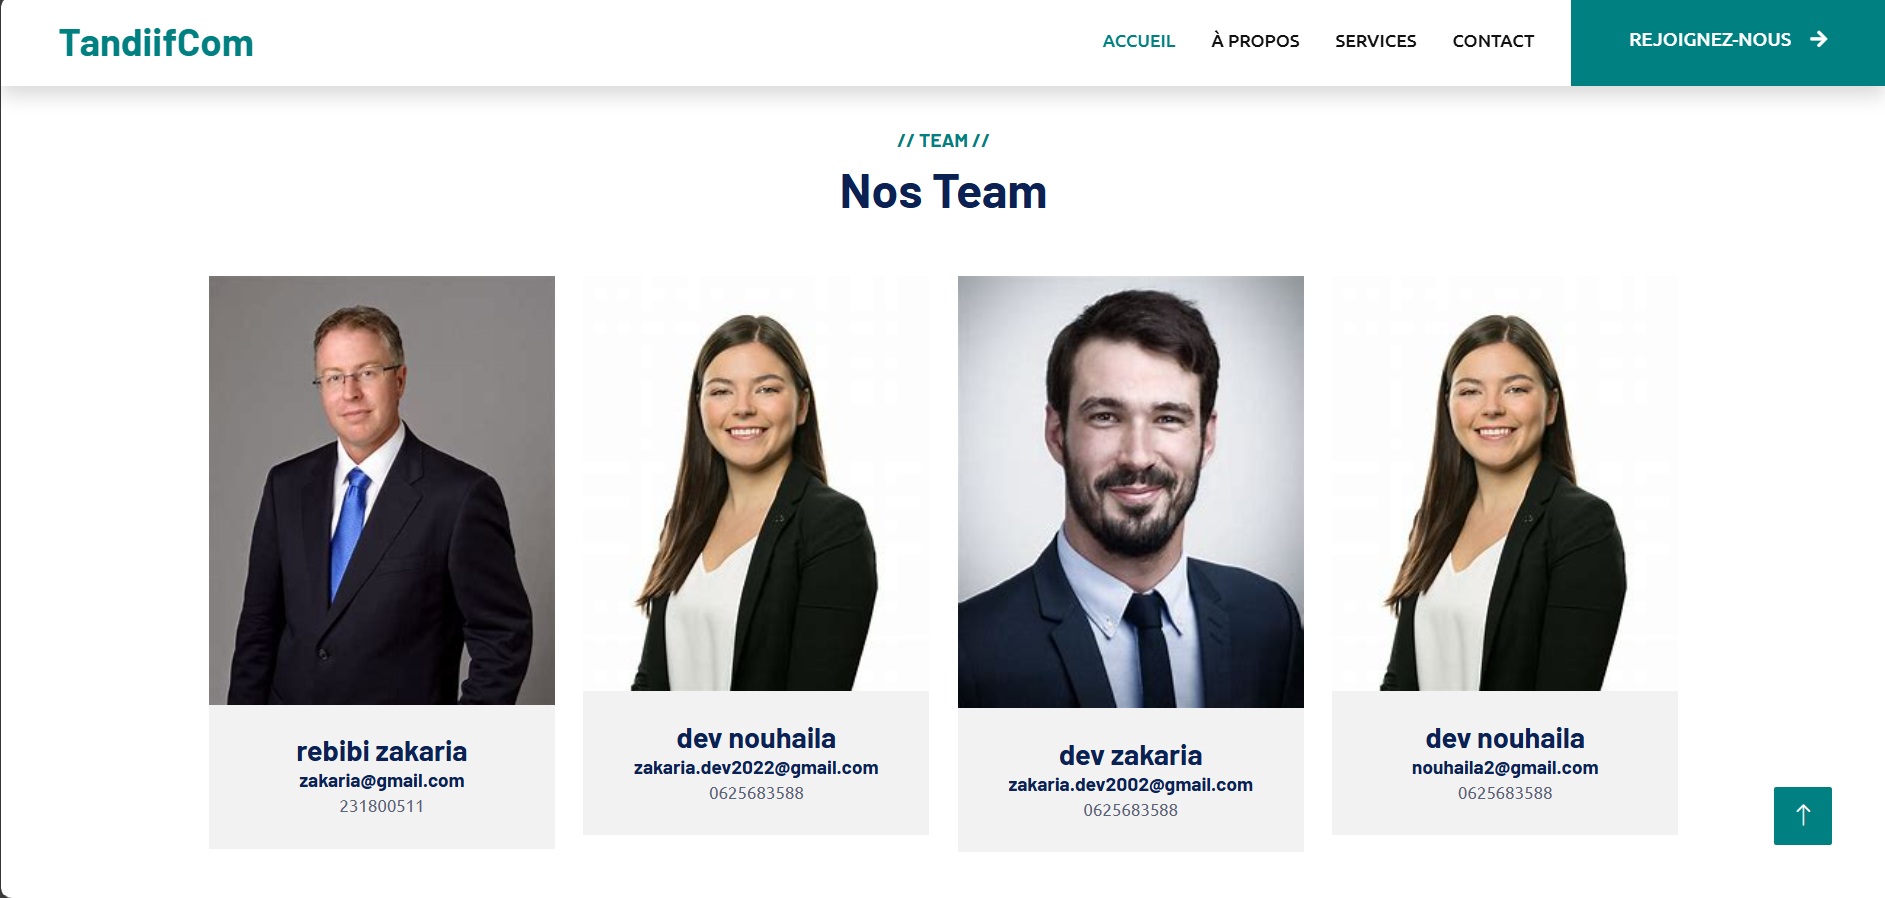 TandiifCom
ACCUEIL
À PROPOS
SERVICES
CONTACT
REJOIGNEZ-NOUS
// TEAM //
Nos Team
rebibi zakaria
zakaria@gmail.com
231800511
dev nouhaila
zakaria.dev2022@gmail.com
0625683588
dev zakaria
zakaria.dev2002@gmail.com
0625683588
dev nouhaila
nouhaila2@gmail.com
0625683588